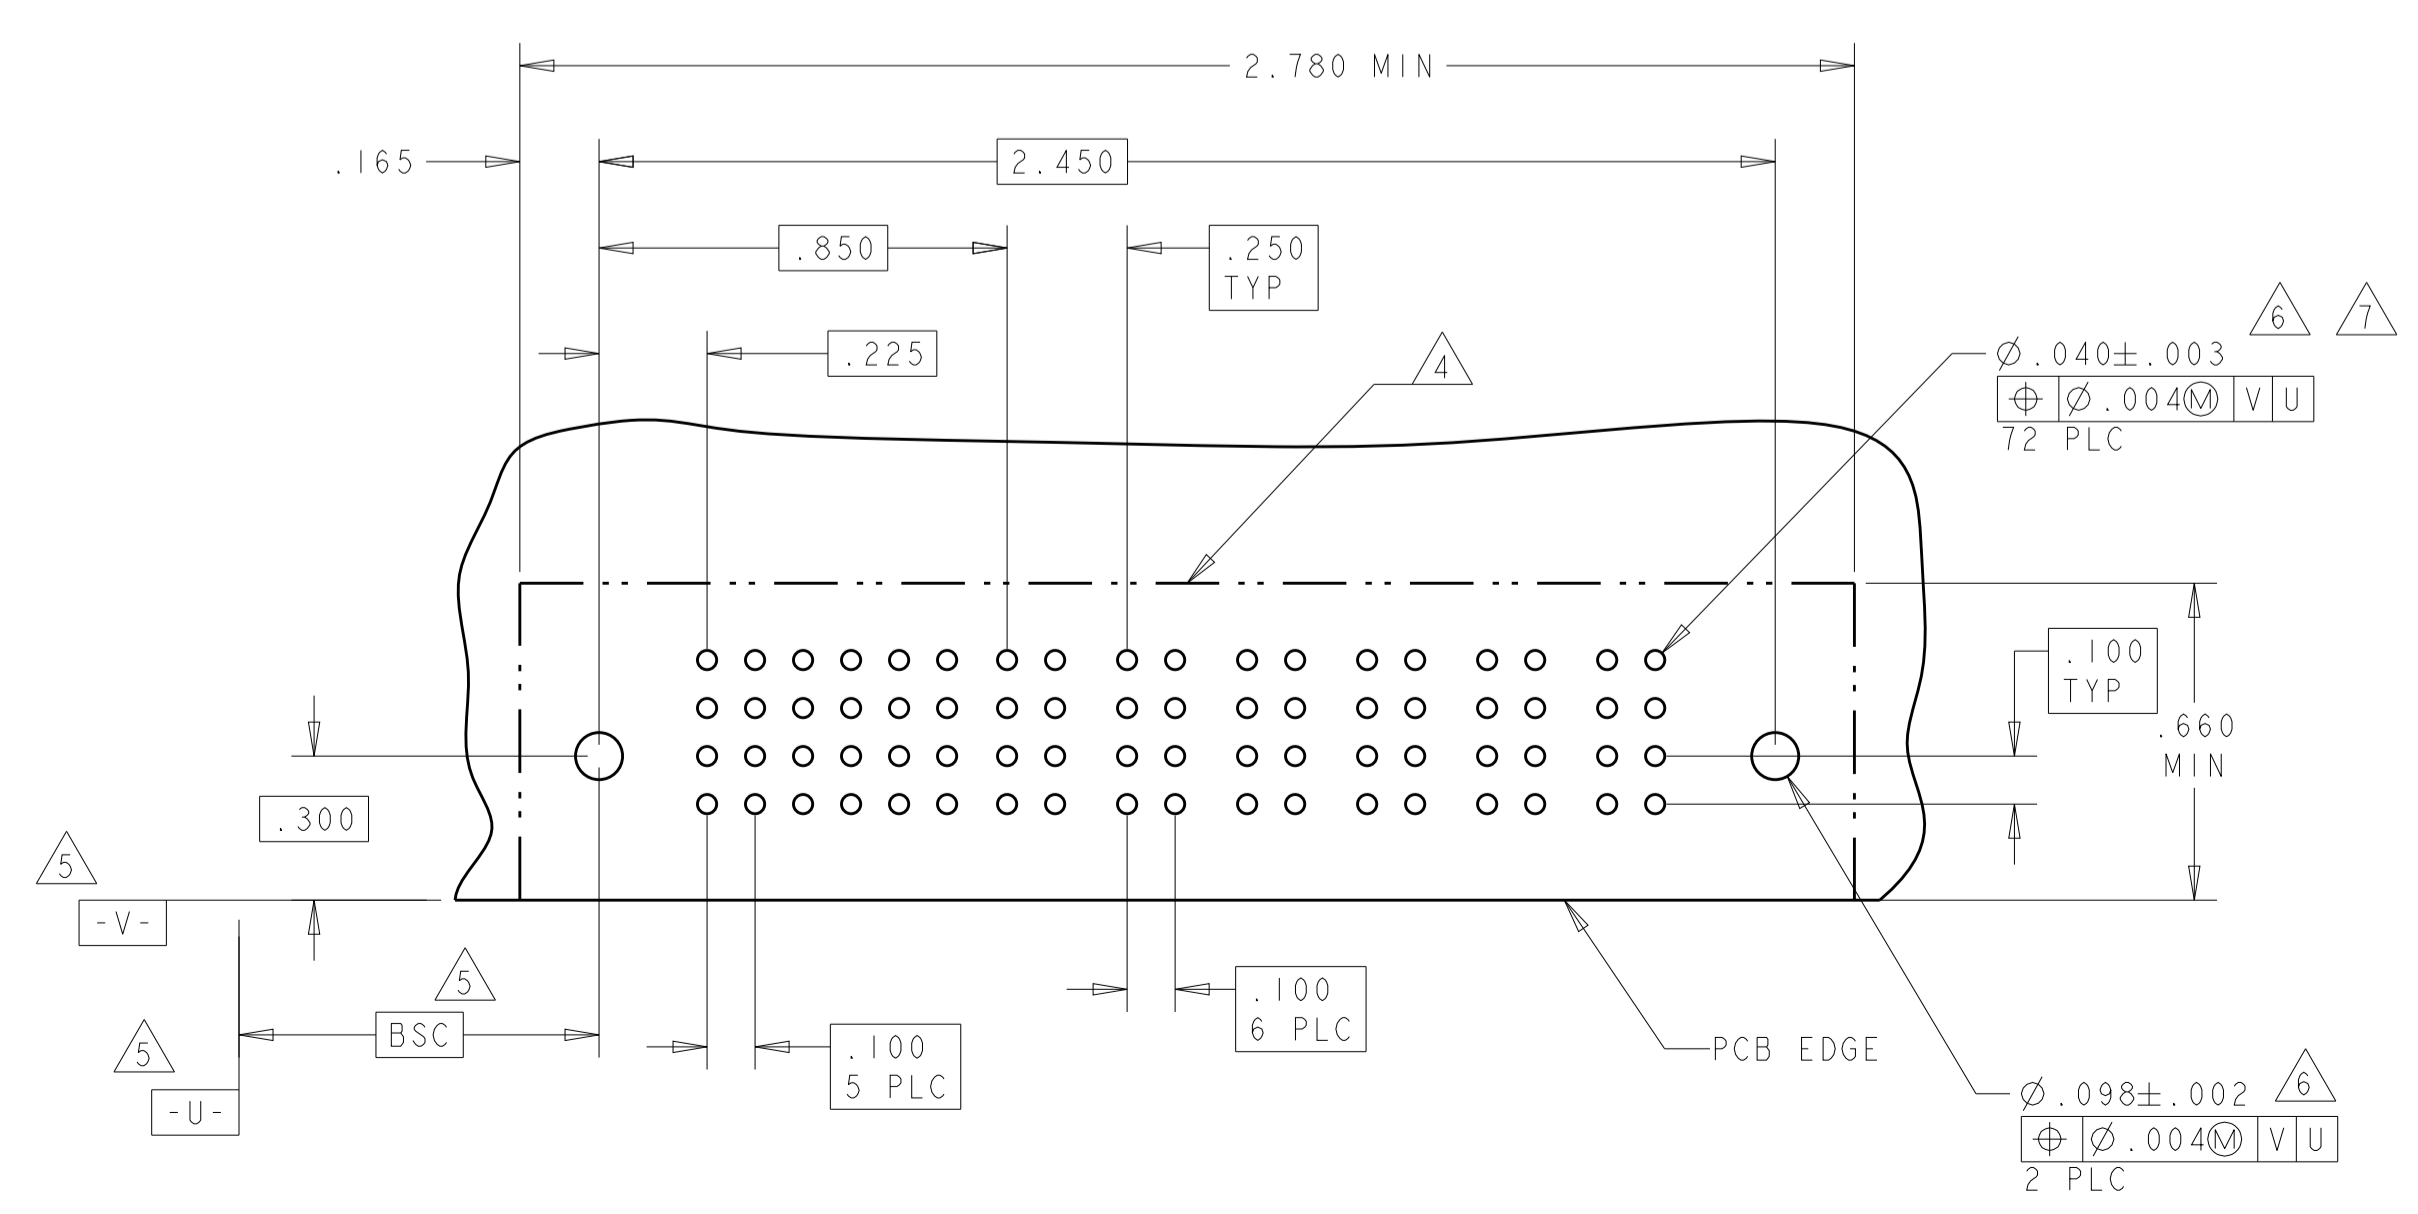 2.780 MIN
.165
2.450
.850
.250
TYP
.225
4
6
7
Ø.040±.003
⌖ Ø.004Ⓜ V U
72 PLC
.100
TYP
.660
MIN
.300
5
-V-
5
BSC
5
-U-
.100
5 PLC
.100
6 PLC
PCB EDGE
6
Ø.098±.002
⌖ Ø.004Ⓜ V U
2 PLC